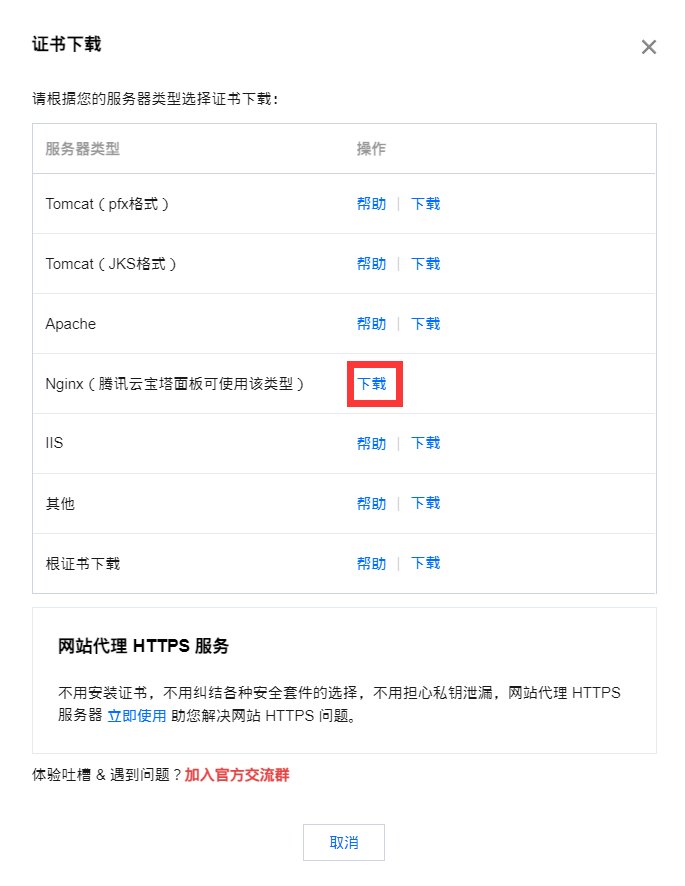 证书下载
请根据您的服务器类型选择证书下载：
服务器类型 操作
Tomcat（pfx格式） 帮助 | 下载
Tomcat（JKS格式） 帮助 | 下载
Apache 帮助 | 下载
Nginx（腾讯云宝塔面板可使用该类型） 下载
IIS 帮助 | 下载
其他 帮助 | 下载
根证书下载 帮助 | 下载
网站代理 HTTPS 服务
不用安装证书，不用纠结各种安全套件的选择，不用担心私钥泄漏，网站代理 HTTPS
服务器 立即使用 助您解决网站 HTTPS 问题。
体验吐槽 & 遇到问题？加入官方交流群
取消